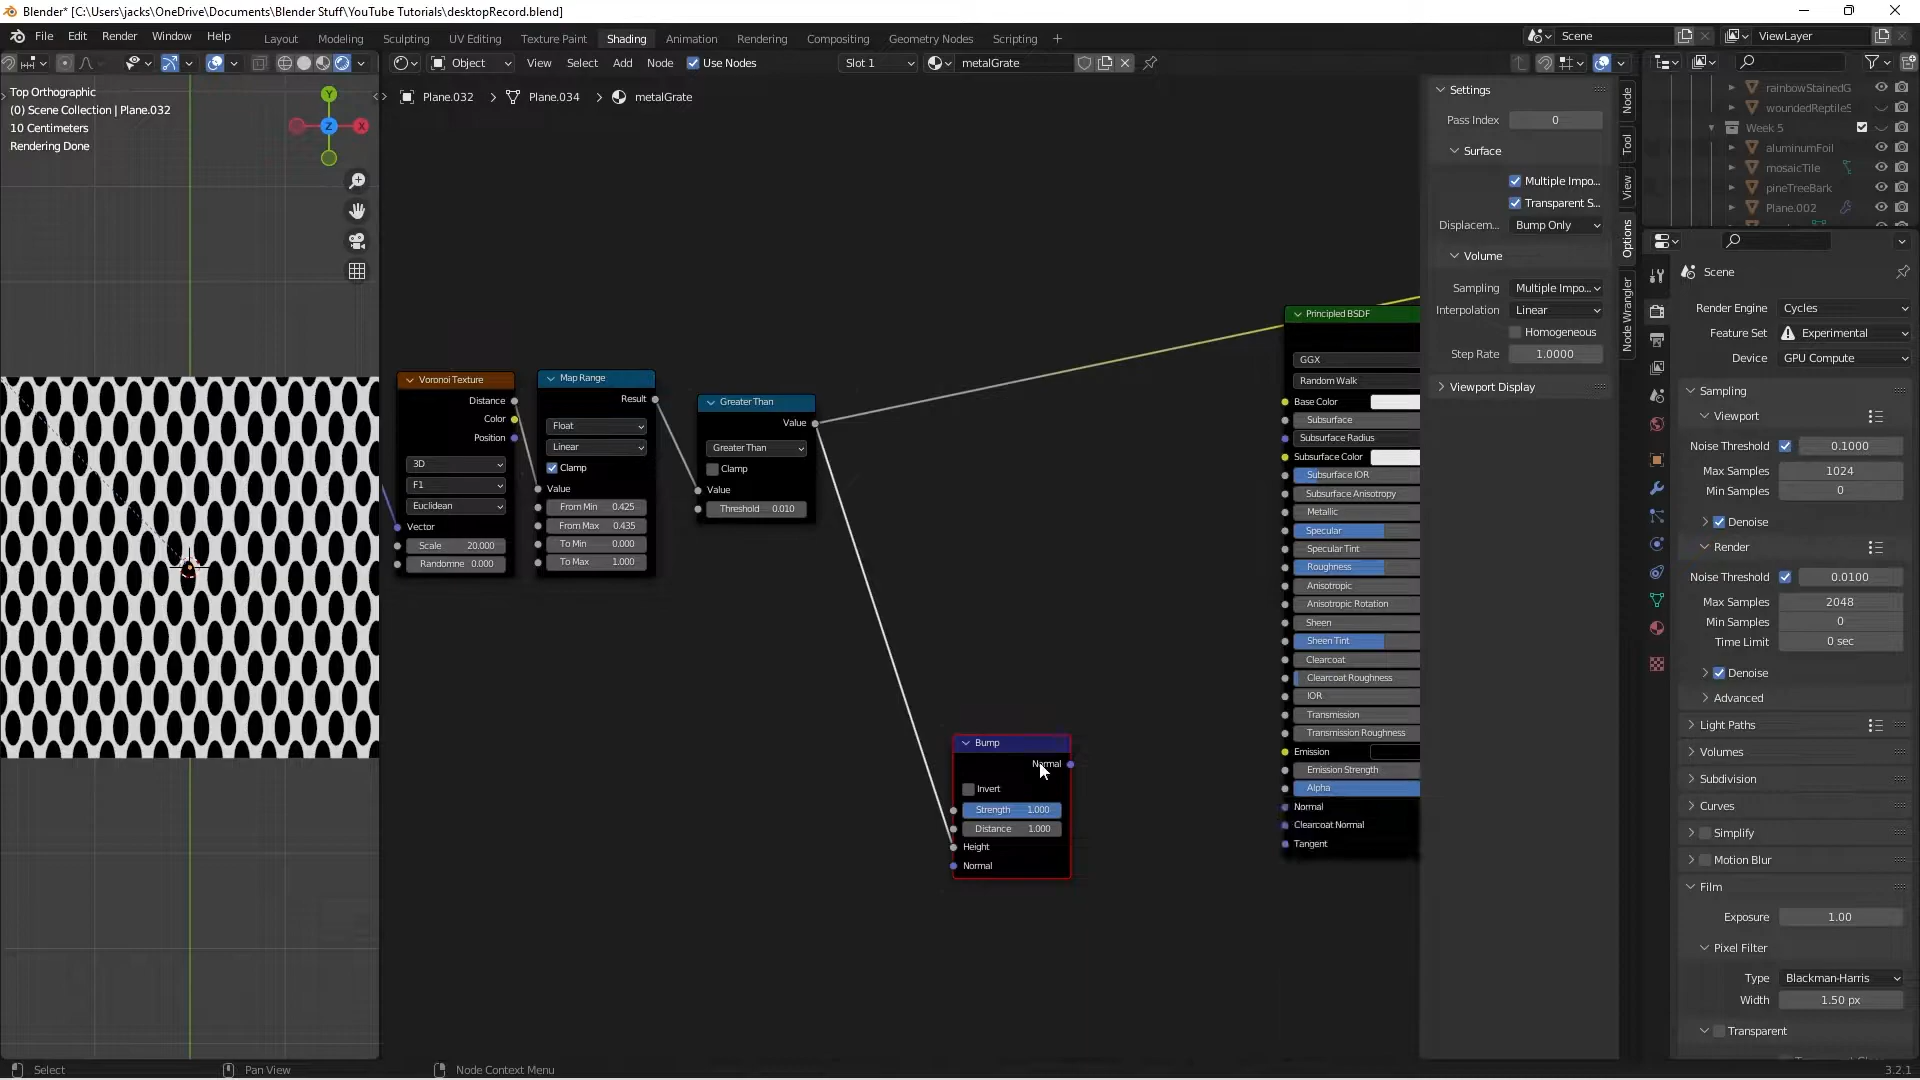 Blender* [C:\Users\jacks\OneDrive\Documents\Blender Stuff\YouTube Tutorials\desktopRecord.blend]
File Edit Render Window Help Layout Modeling Sculpting UV Editing Texture Paint Shading Animation Rendering Compositing Geometry Nodes Scripting + Scene ViewLayer
Object View Select Add Node Use Nodes Slot 1 metalGrate
Top Orthographic
(0) Scene Collection | Plane.032
10 Centimeters
Rendering Done
Y
Z
X
Plane.032 > Plane.034 > metalGrate
Voronoi Texture
Distance
Color
Position
3D
F1
Euclidean
Vector
Scale 20.000
Randomne 0.000
Map Range
Result
Float
Linear
Clamp
Value
From Min 0.425
From Max 0.435
To Min 0.000
To Max 1.000
Greater Than
Value
Greater Than
Clamp
Value
Threshold 0.010
Bump
Normal
Invert
Strength 1.000
Distance 1.000
Height
Normal
Principled BSDF
GGX
Random Walk
Base Color
Subsurface
Subsurface Radius
Subsurface Color
Subsurface IOR
Subsurface Anisotropy
Metallic
Specular
Specular Tint
Roughness
Anisotropic
Anisotropic Rotation
Sheen
Sheen Tint
Clearcoat
Clearcoat Roughness
IOR
Transmission
Transmission Roughness
Emission
Emission Strength
Alpha
Normal
Clearcoat Normal
Tangent
Settings
Pass Index 0
Surface
Multiple Impo...
Transparent S...
Displacem... Bump Only
Volume
Sampling Multiple Impo...
Interpolation Linear
Homogeneous
Step Rate 1.0000
Viewport Display
Node
Tool
View
Options
Node Wrangler
rainbowStainedG
woundedReptileS
Week 5
aluminumFoil
mosaicTile
pineTreeBark
Plane.002
Scene
Render Engine Cycles
Feature Set Experimental
Device GPU Compute
Sampling
Viewport
Noise Threshold 0.1000
Max Samples 1024
Min Samples 0
Denoise
Render
Noise Threshold 0.0100
Max Samples 2048
Min Samples 0
Time Limit 0 sec
Denoise
Advanced
Light Paths
Volumes
Subdivision
Curves
Simplify
Motion Blur
Film
Exposure 1.00
Pixel Filter
Type Blackman-Harris
Width 1.50 px
Transparent
Select Pan View Node Context Menu 3.2.1